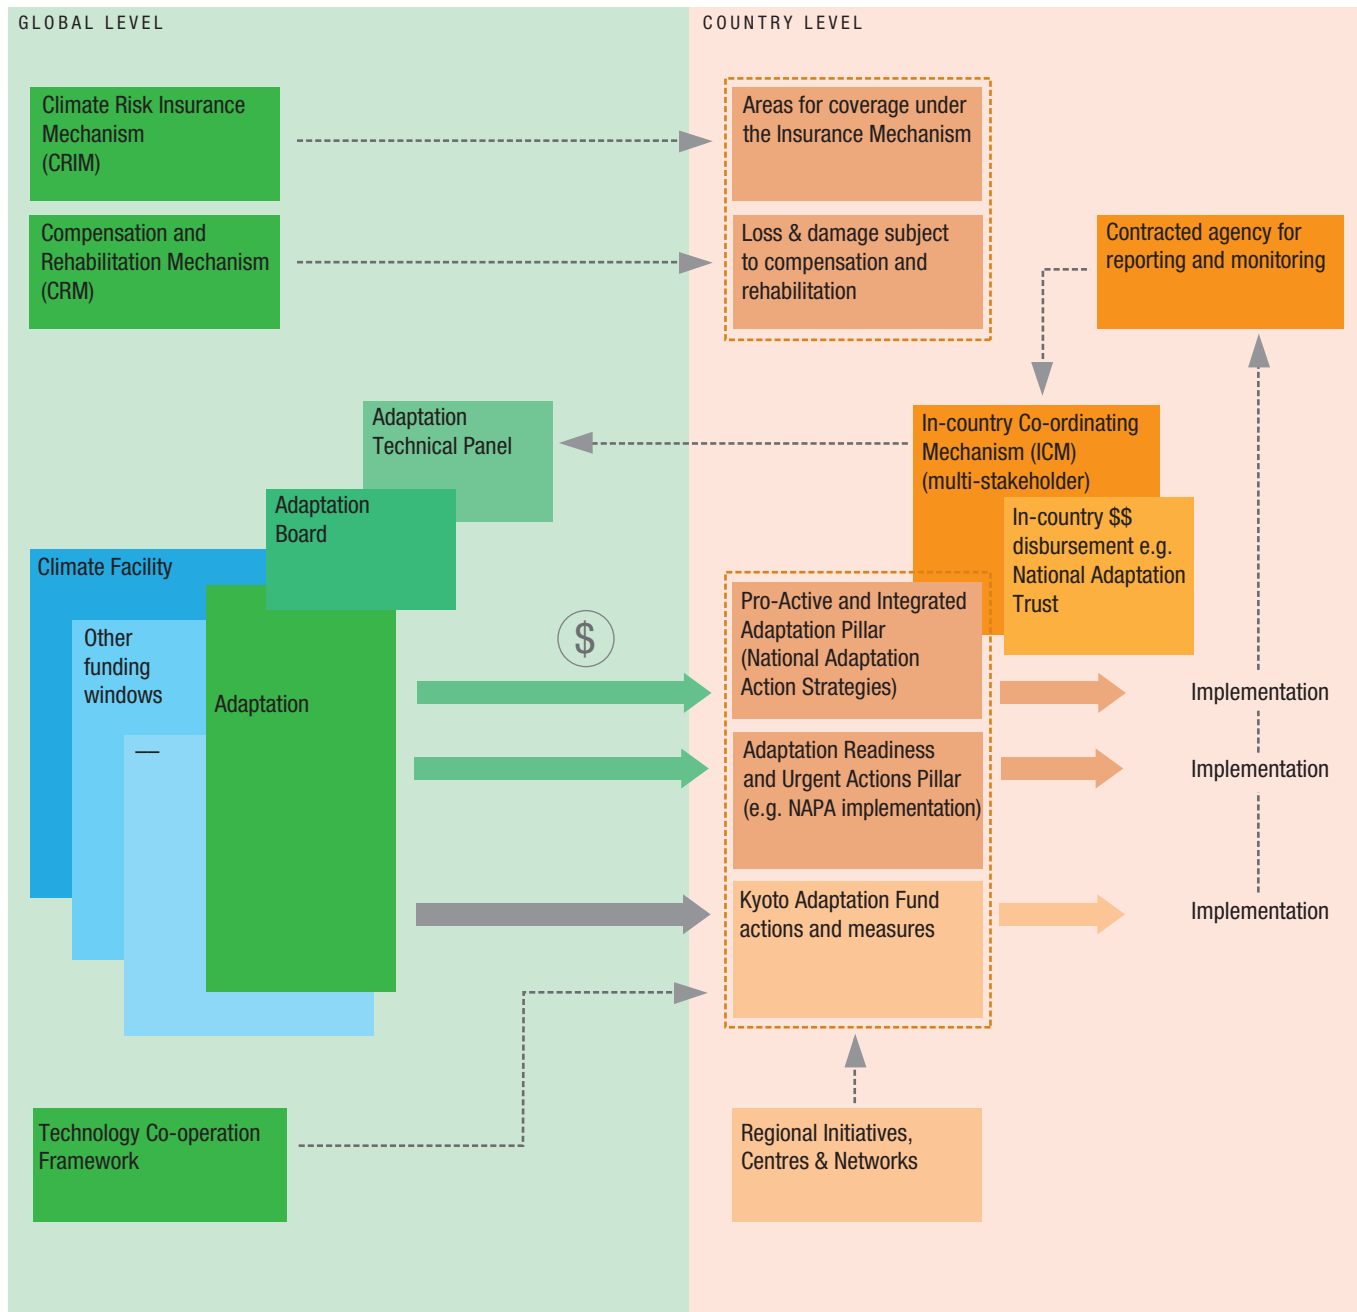 GLOBAL LEVEL
COUNTRY LEVEL
Climate Risk Insurance
Mechanism
(CRIM)
Areas for coverage under
the Insurance Mechanism
Compensation and
Rehabilitation Mechanism
(CRM)
Loss & damage subject
to compensation and
rehabilitation
Contracted agency for
reporting and monitoring
Adaptation
Technical Panel
In-country Co-ordinating
Mechanism (ICM)
(multi-stakeholder)
Adaptation
Board
In-country $$
disbursement e.g.
National Adaptation
Trust
Climate Facility
Other
funding
windows
—
Adaptation
$
Pro-Active and Integrated
Adaptation Pillar
(National Adaptation
Action Strategies)
Implementation
Adaptation Readiness
and Urgent Actions Pillar
(e.g. NAPA implementation)
Implementation
Kyoto Adaptation Fund
actions and measures
Implementation
Technology Co-operation
Framework
Regional Initiatives,
Centres & Networks